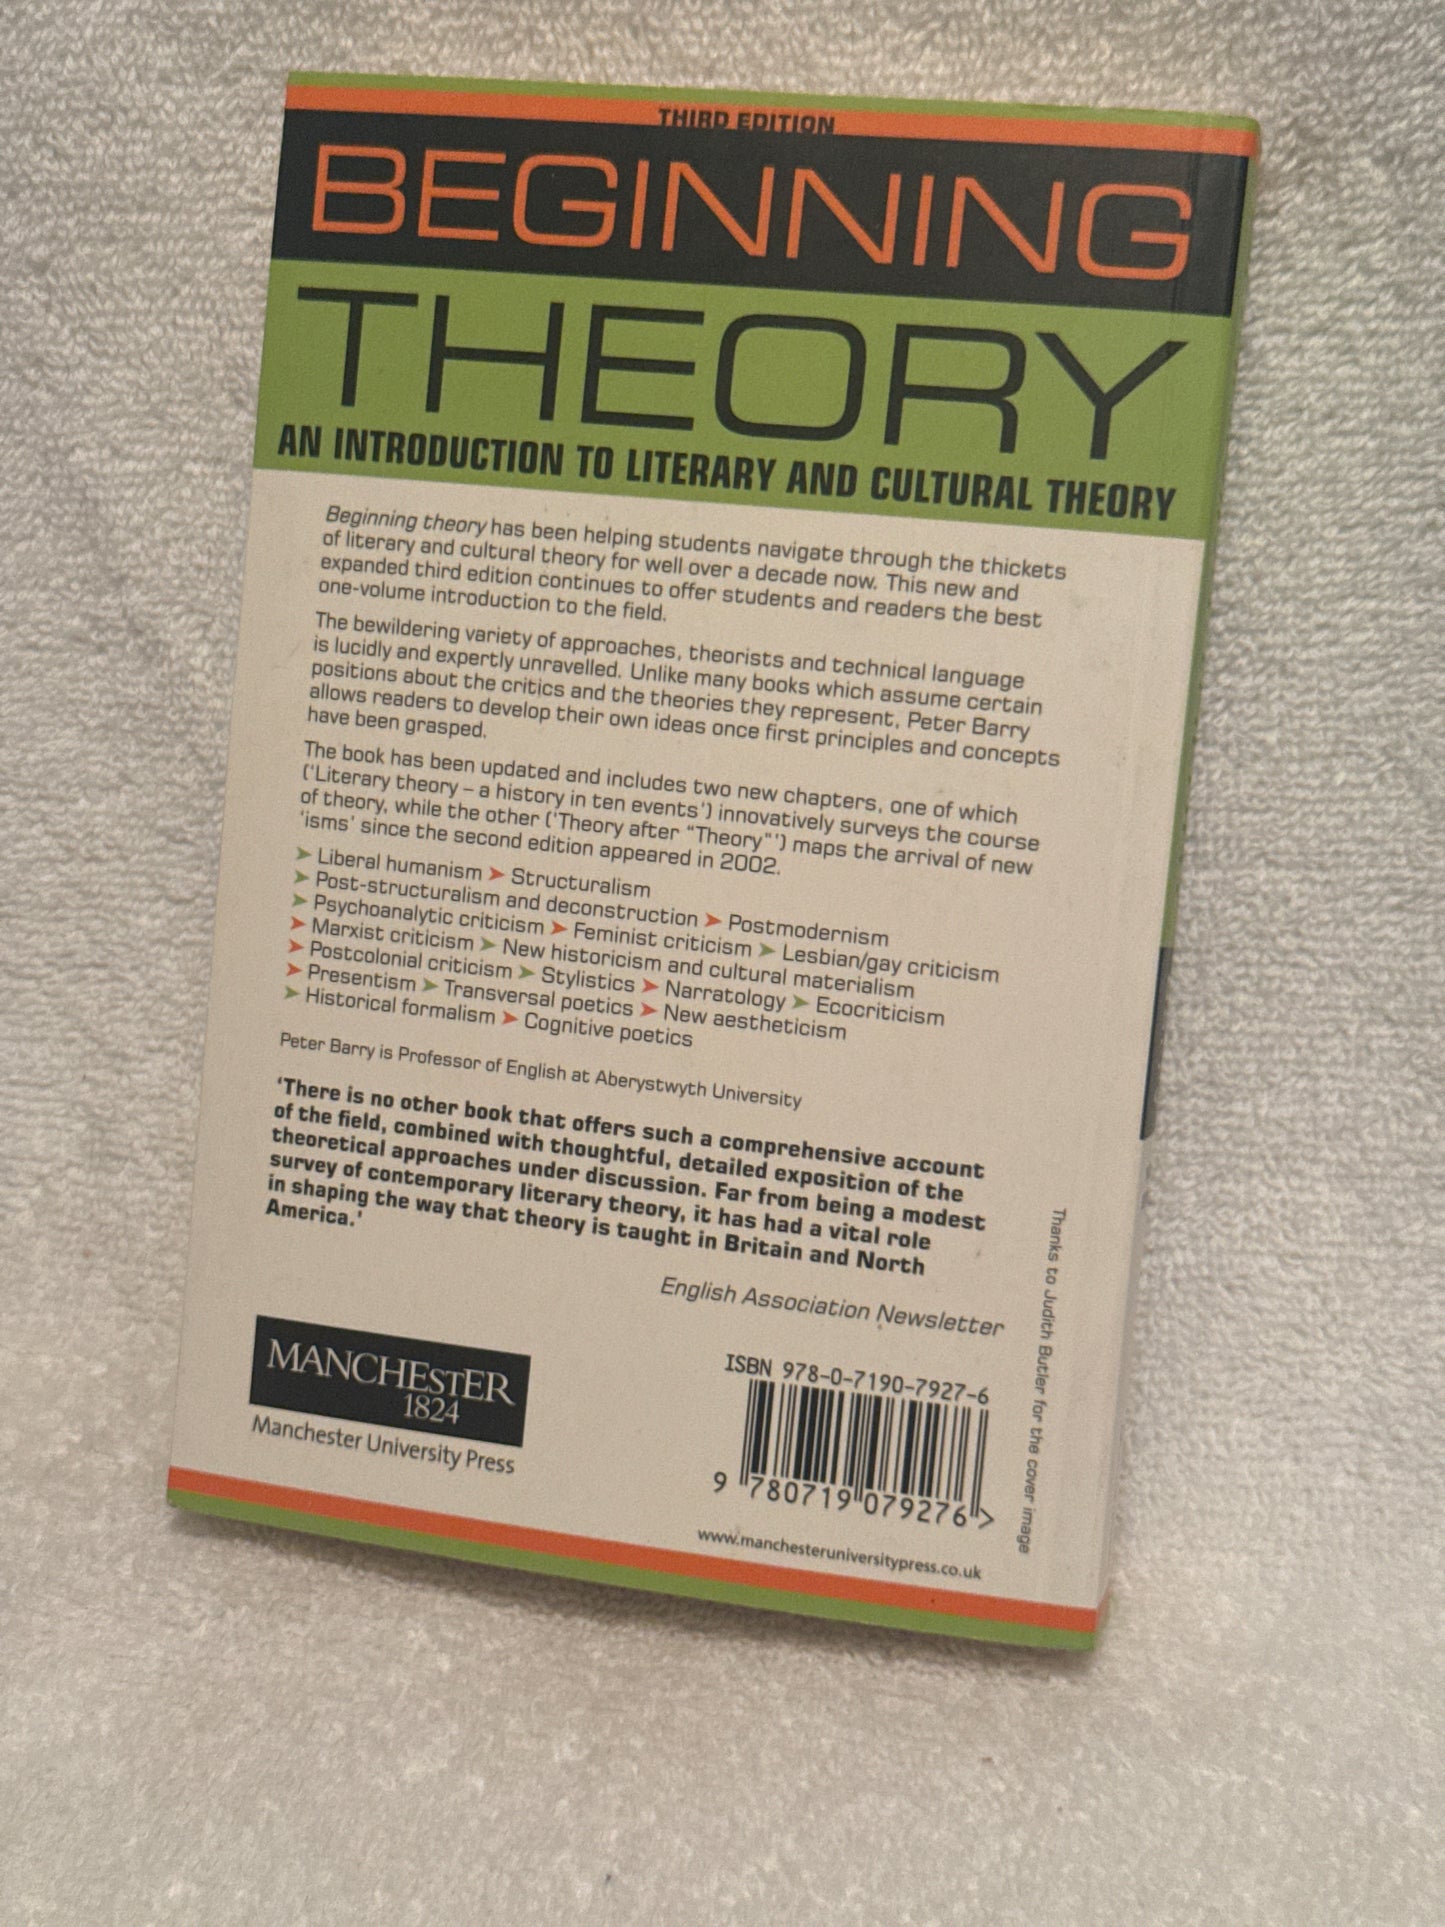 THIRD EDITION
BEGINNING
THEORY
AN INTRODUCTION TO LITERARY AND CULTURAL THEORY
Beginning theory has been helping students navigate through the thickets
of literary and cultural theory for well over a decade now. This new and
expanded third edition continues to offer students and readers the best
one-volume introduction to the field.
The bewildering variety of approaches, theorists and technical language
is lucidly and expertly unravelled. Unlike many books which assume certain
positions about the critics and the theories they represent, Peter Barry
allows readers to develop their own ideas once first principles and concepts
have been grasped.
The book has been updated and includes two new chapters, one of which
('Literary theory – a history in ten events') innovatively surveys the course
of theory, while the other ('Theory after "Theory"') maps the arrival of new
'isms' since the second edition appeared in 2002.
➤ Liberal humanism ➤ Structuralism
➤ Post-structuralism and deconstruction ➤ Postmodernism
➤ Psychoanalytic criticism ➤ Feminist criticism ➤ Lesbian/gay criticism
➤ Marxist criticism ➤ New historicism and cultural materialism
➤ Postcolonial criticism ➤ Stylistics ➤ Narratology ➤ Ecocriticism
➤ Presentism ➤ Transversal poetics ➤ New aestheticism
➤ Historical formalism ➤ Cognitive poetics
Peter Barry is Professor of English at Aberystwyth University
'There is no other book that offers such a comprehensive account
of the field, combined with thoughtful, detailed exposition of the
theoretical approaches under discussion. Far from being a modest
survey of contemporary literary theory, it has had a vital role
in shaping the way that theory is taught in Britain and North
America.'
English Association Newsletter
MANCHESTER
1824
Manchester University Press
ISBN 978-0-7190-7927-6
9 780719 079276 >
www.manchesteruniversitypress.co.uk
Thanks to Judith Butler for the cover image